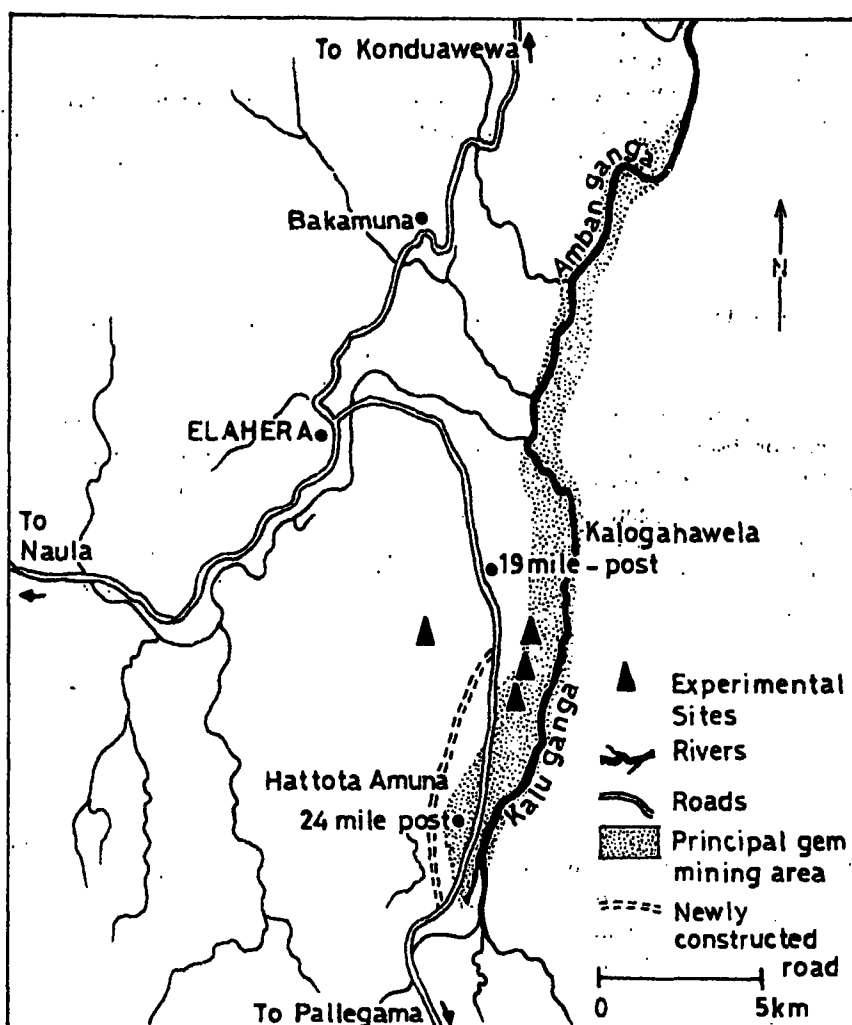 To Konduawewa
Amban ganga
Bakamuna
N
ELAHERA
To
Naula
Kalogahawela
19 mile-post
Experimental
Sites
Rivers
Hattota Amuna
24 mile post
Kalu ganga
Roads
Principal gem
mining area
Newly
constructed
road
To Pallegama
0 5km